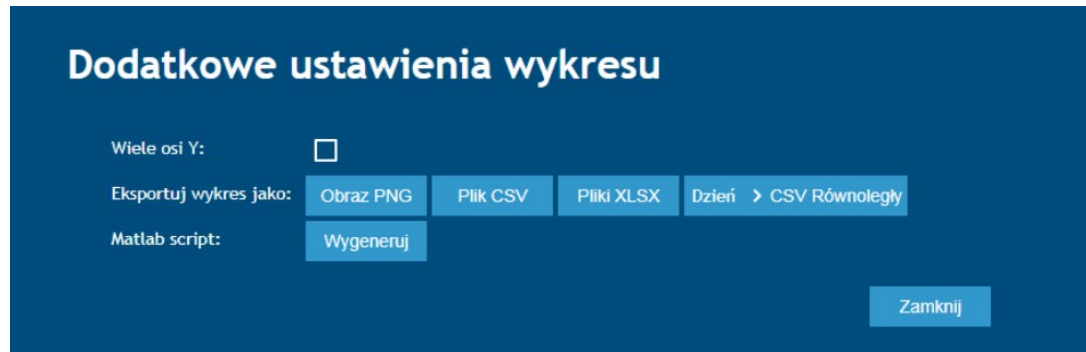 Dodatkowe ustawienia wykresu
Wiele osi Y:
Eksportuj wykres jako: Obraz PNG Plik CSV Pliki XLSX Dzień > CSV Równoległy
Matlab script: Wygeneruj
Zamknij